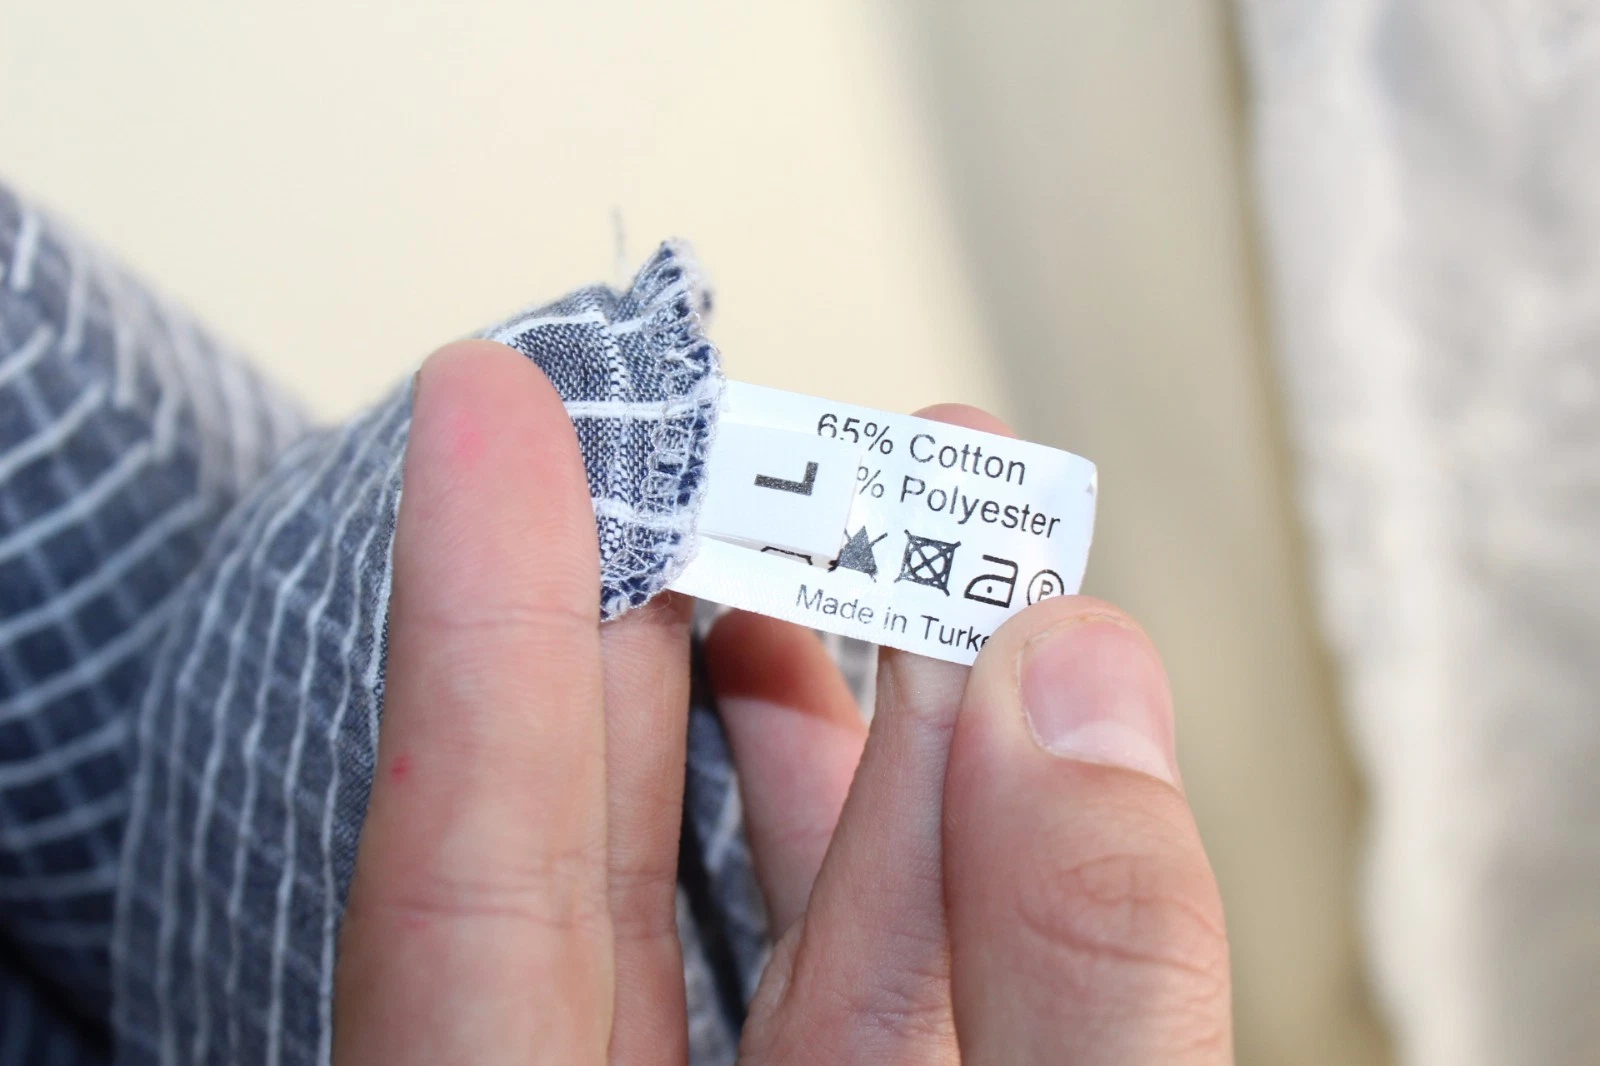 65% Cotton
% Polyester
L
P
Made in Turke